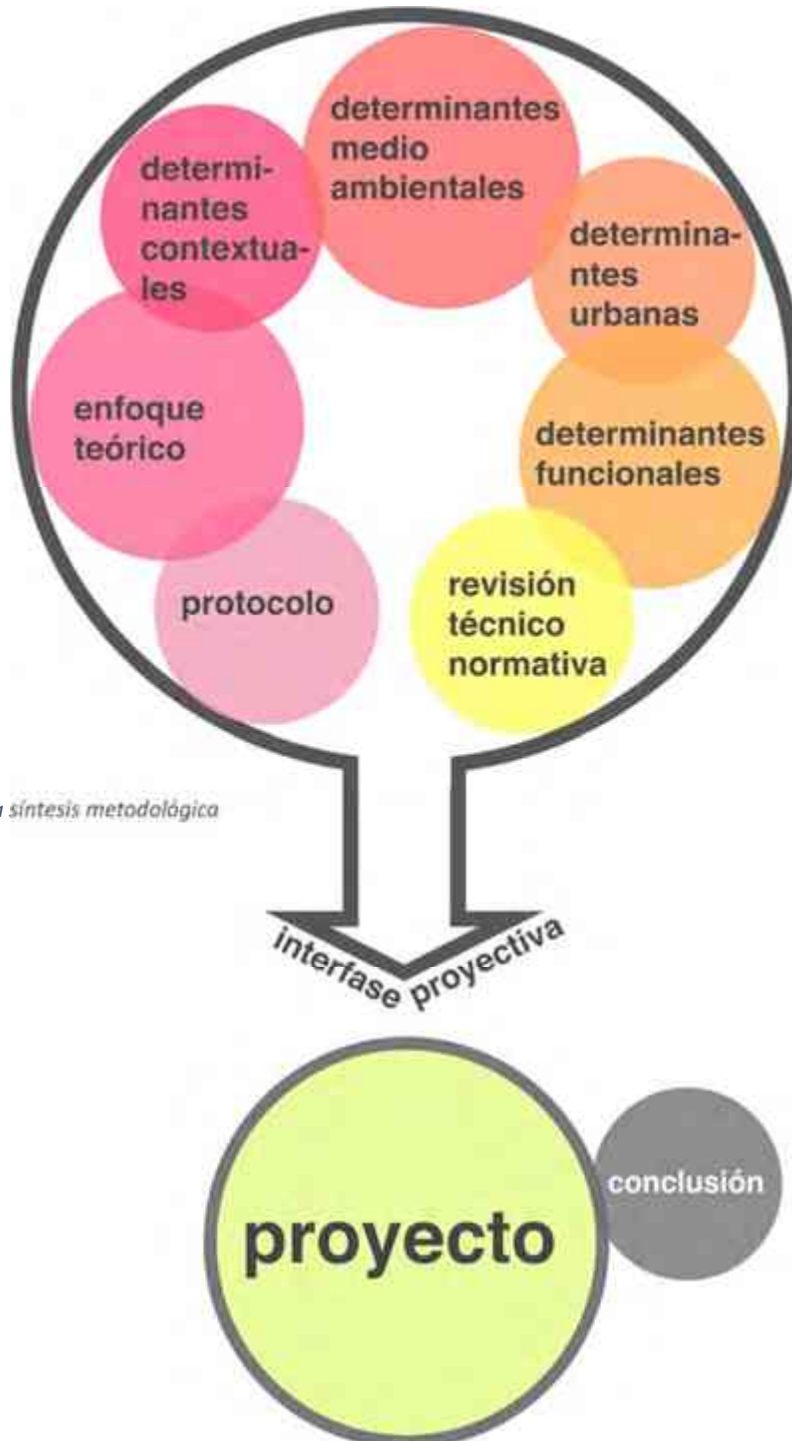 determinantes
medio
ambientales
determi-
nantes
contextua-
les
determina-
ntes
urbanas
enfoque
teórico
determinantes
funcionales
protocolo
revisión
técnico
normativa
síntesis metodológica
interfase proyectiva
proyecto
conclusión